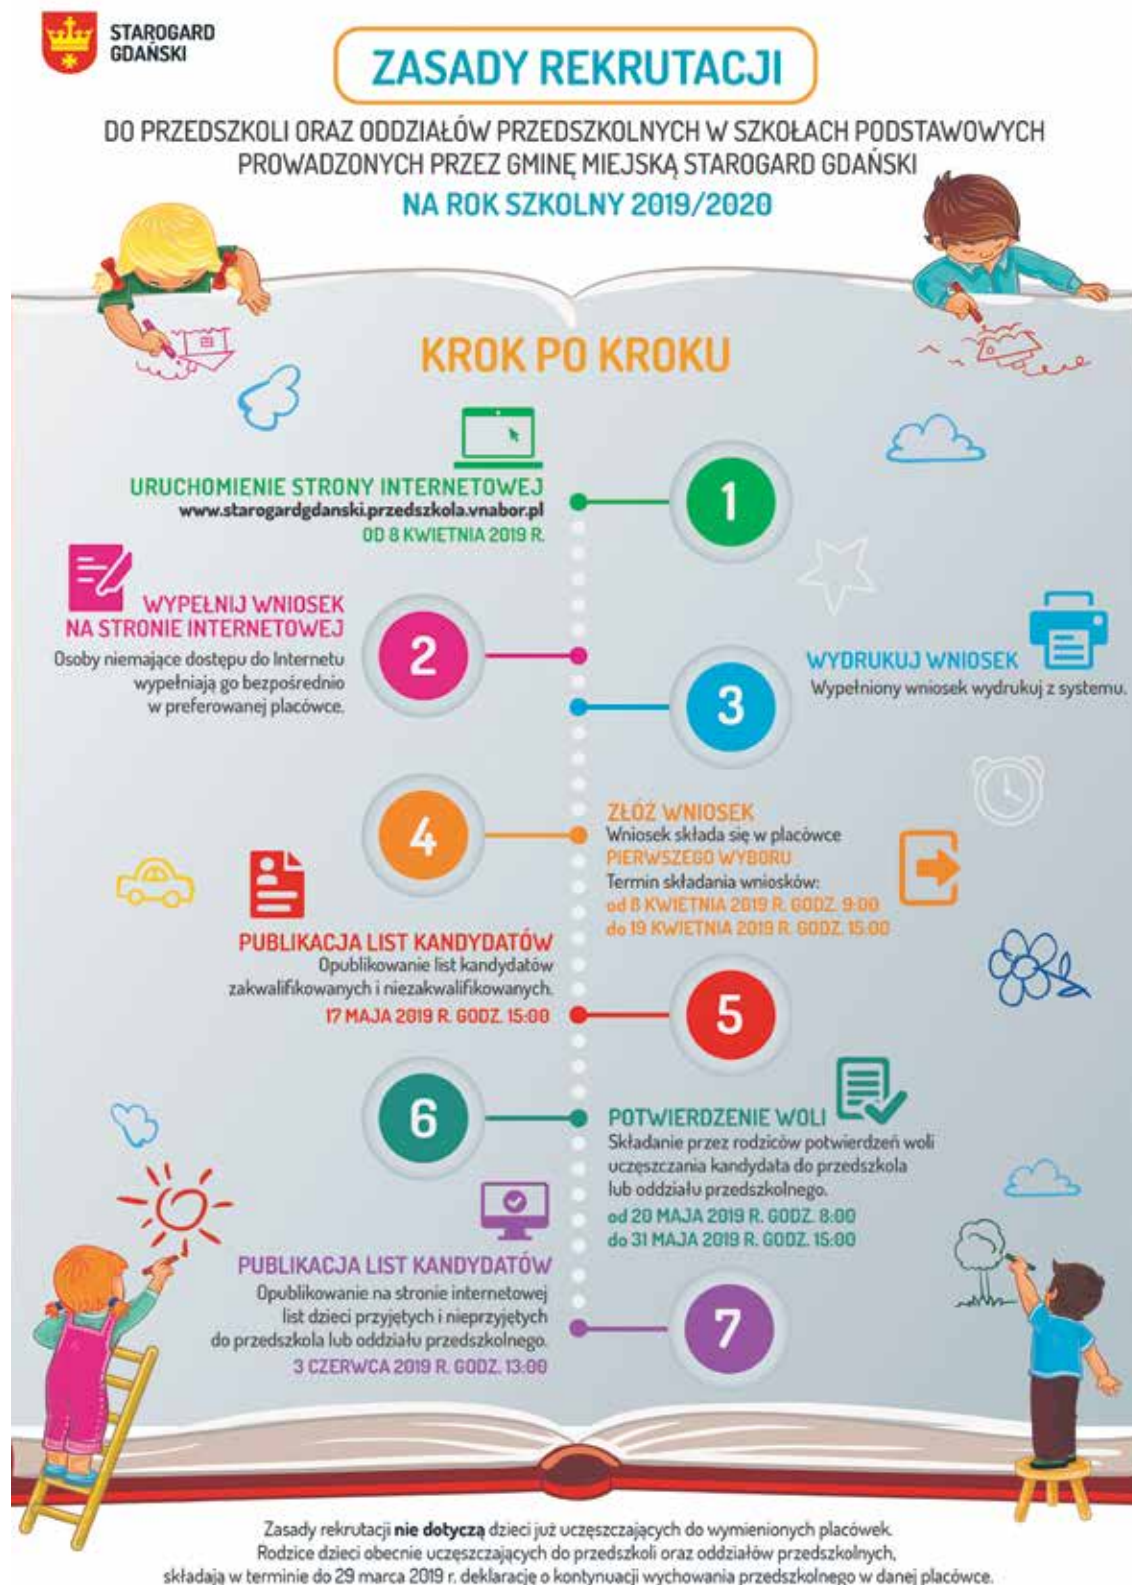 STAROGARD
GDAŃSKI
ZASADY REKRUTACJI
DO PRZEDSZKOLI ORAZ ODDZIAŁÓW PRZEDSZKOLNYCH W SZKOŁACH PODSTAWOWYCH
PROWADZONYCH PRZEZ GMINĘ MIEJSKĄ STAROGARD GDAŃSKI
NA ROK SZKOLNY 2019/2020
KROK PO KROKU
1
URUCHOMIENIE STRONY INTERNETOWEJ
www.starogardgdanski.przedszkola.vnabor.pl
OD 8 KWIETNIA 2019 R.
2
WYPEŁNIJ WNIOSEK
NA STRONIE INTERNETOWEJ
Osoby niemające dostępu do Internetu
wypełniają go bezpośrednio
w preferowanej placówce.
3
WYDRUKUJ WNIOSEK
Wypełniony wniosek wydrukuj z systemu.
4
ZŁÓŻ WNIOSEK
Wniosek składa się w placówce
PIERWSZEGO WYBORU
Termin składania wniosków:
od 8 KWIETNIA 2019 R. GODZ. 9:00
do 19 KWIETNIA 2019 R. GODZ. 15:00
5
PUBLIKACJA LIST KANDYDATÓW
Opublikowanie list kandydatów
zakwalifikowanych i niezakwalifikowanych.
17 MAJA 2019 R. GODZ. 15:00
6
POTWIERDZENIE WOLI
Składanie przez rodziców potwierdzeń woli
uczęszczania kandydata do przedszkola
lub oddziału przedszkolnego.
od 20 MAJA 2019 R. GODZ. 8:00
do 31 MAJA 2019 R. GODZ. 15:00
7
PUBLIKACJA LIST KANDYDATÓW
Opublikowanie na stronie internetowej
list dzieci przyjętych i nieprzyjętych
do przedszkola lub oddziału przedszkolnego.
3 CZERWCA 2019 R. GODZ. 13:00
Zasady rekrutacji nie dotyczą dzieci już uczęszczających do wymienionych placówek.
Rodzice dzieci obecnie uczęszczających do przedszkoli oraz oddziałów przedszkolnych,
składają w terminie do 29 marca 2019 r. deklarację o kontynuacji wychowania przedszkolnego w danej placówce.